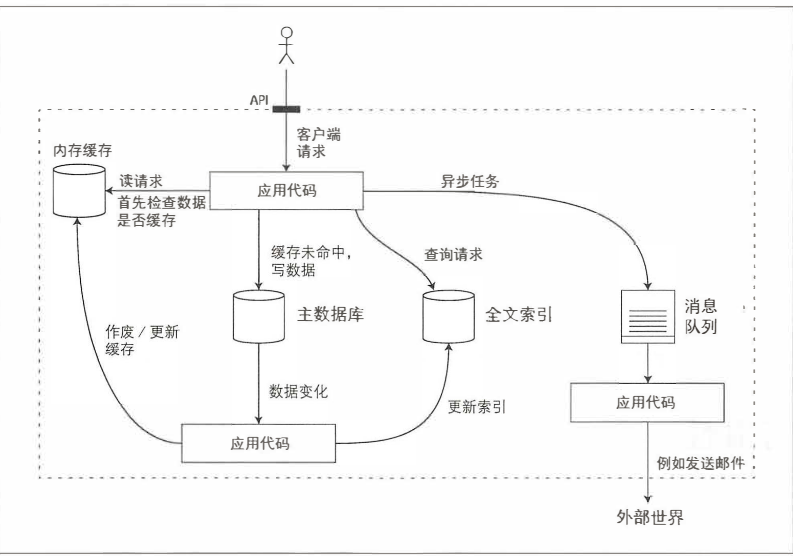 API
客户端
请求
内存缓存
读请求
首先检查数据
是否缓存
应用代码
异步任务
缓存未命中，
写数据
查询请求
主数据库
全文索引
消息
队列
作废／更新
缓存
数据变化
更新索引
应用代码
应用代码
例如发送邮件
外部世界